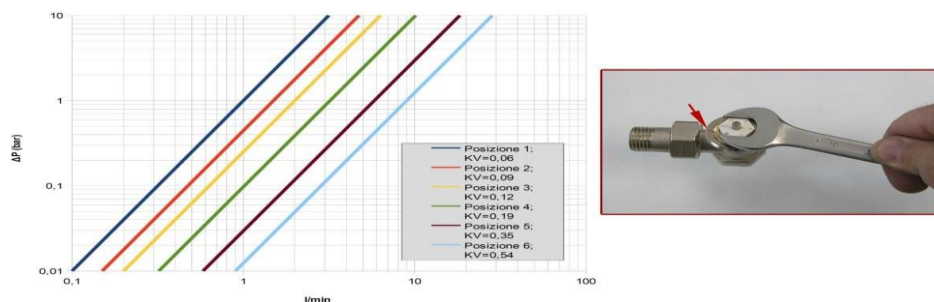 10
1
0,1
0,01
ΔP (bar)
Posizione 1;
KV=0,06
Posizione 2;
KV=0,09
Posizione 3;
KV=0,12
Posizione 4;
KV=0,19
Posizione 5;
KV=0,35
Posizione 6;
KV=0,54
0,1
1
10
100
l/min